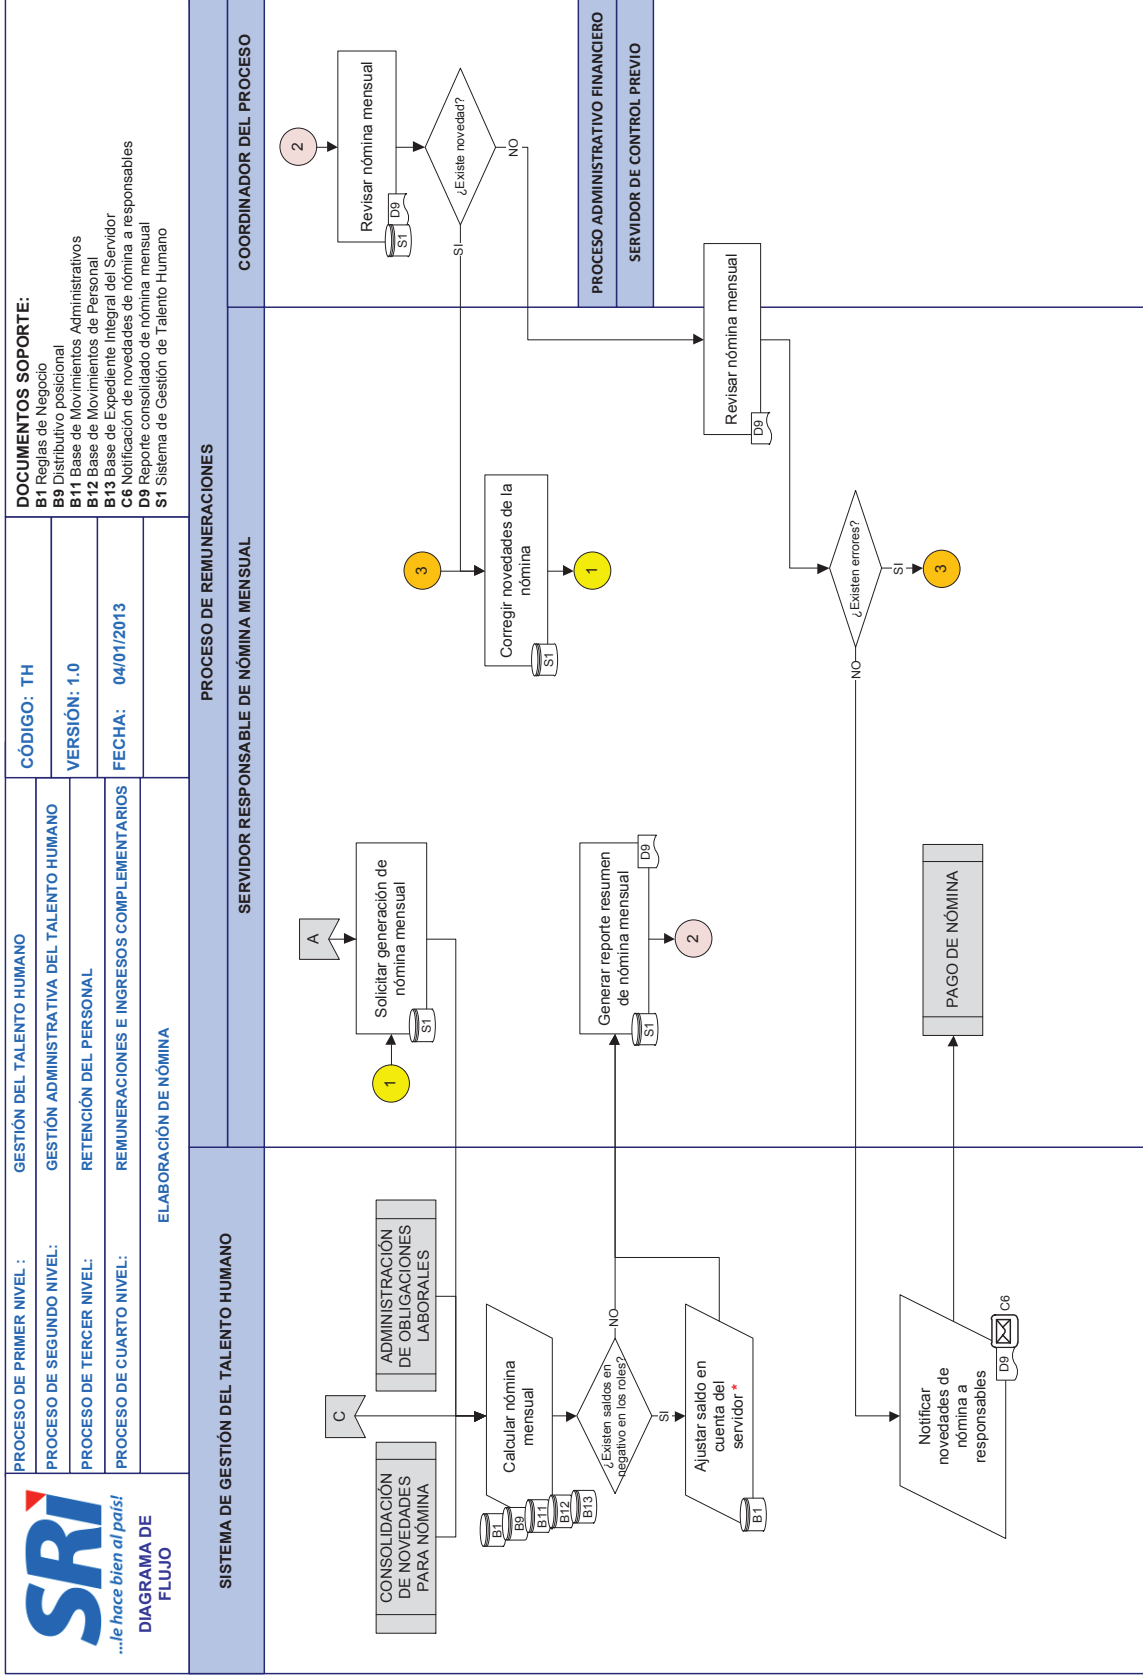 SRi
...le hace bien al país!
DIAGRAMA DE
FLUJO
PROCESO DE PRIMER NIVEL :
GESTIÓN DEL TALENTO HUMANO
PROCESO DE SEGUNDO NIVEL:
GESTIÓN ADMINISTRATIVA DEL TALENTO HUMANO
PROCESO DE TERCER NIVEL:
RETENCIÓN DEL PERSONAL
PROCESO DE CUARTO NIVEL:
REMUNERACIONES E INGRESOS COMPLEMENTARIOS
ELABORACIÓN DE NÓMINA
CÓDIGO: TH
VERSIÓN: 1.0
FECHA: 04/01/2013
DOCUMENTOS SOPORTE:
B1 Reglas de Negocio
B9 Distributivo posicional
B11 Base de Movimientos Administrativos
B12 Base de Movimientos de Personal
B13 Base de Expediente Integral del Servidor
C6 Notificación de novedades de nómina a responsables
D9 Reporte consolidado de nómina mensual
S1 Sistema de Gestión de Talento Humano
SISTEMA DE GESTIÓN DEL TALENTO HUMANO
PROCESO DE REMUNERACIONES
SERVIDOR RESPONSABLE DE NÓMINA MENSUAL
COORDINADOR DEL PROCESO
CONSOLIDACIÓN
DE NOVEDADES
PARA NÓMINA
C
ADMINISTRACIÓN
DE OBLIGACIONES
LABORALES
1
A
Solicitar generación de
nómina mensual
S1
Calcular nómina
mensual
B1
B9
B11
B12
B13
¿Existen saldos en
negativo en los roles?
NO
SI
Ajustar saldo en
cuenta del
servidor *
B1
Generar reporte resumen
de nómina mensual
S1
D9
2
2
Revisar nómina mensual
S1
D9
¿Existe novedad?
SI
NO
3
Corregir novedades de la
nómina
S1
1
PROCESO ADMINISTRATIVO FINANCIERO
SERVIDOR DE CONTROL PREVIO
Revisar nómina mensual
D9
¿Existen errores?
NO
SI
3
Notificar
novedades de
nómina a
responsables
D9
C6
PAGO DE NÓMINA